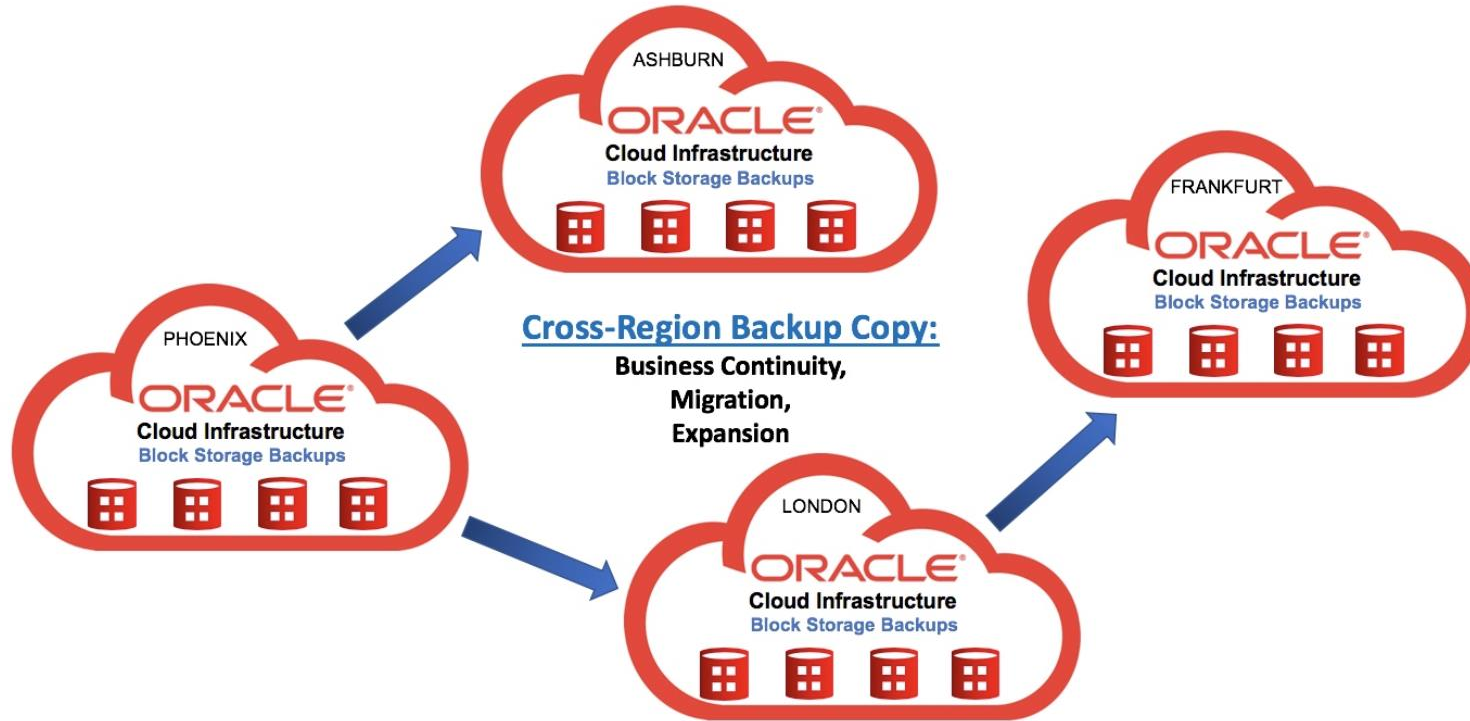 ASHBURN
ORACLE®
Cloud Infrastructure
Block Storage Backups
FRANKFURT
ORACLE®
Cloud Infrastructure
Block Storage Backups
PHOENIX
ORACLE®
Cloud Infrastructure
Block Storage Backups
Cross-Region Backup Copy:
Business Continuity,
Migration,
Expansion
LONDON
ORACLE®
Cloud Infrastructure
Block Storage Backups